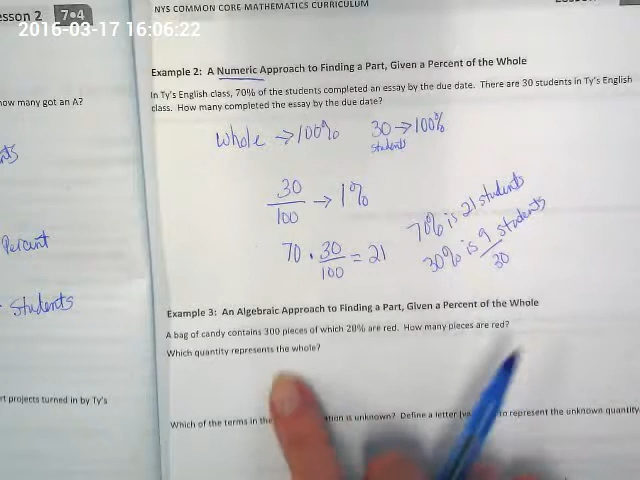 NYS COMMON CORE MATHEMATICS CURRICULUM
esson 2 7•4
2016-03-17 16:06:22
ow many got an A?
nts
Percent
Students
rt projects turned in by Ty's
Example 2: A Numeric Approach to Finding a Part, Given a Percent of the Whole
In Ty's English class, 70% of the students completed an essay by the due date. There are 30 students in Ty's English
class. How many completed the essay by the due date?
whole → 100% 30 → 100%
students
30/100 → 1%
70 · 30/100 = 21
70% is 21 students
30% is 9 students
30
Example 3: An Algebraic Approach to Finding a Part, Given a Percent of the Whole
A bag of candy contains 300 pieces of which 28% are red. How many pieces are red?
Which quantity represents the whole?
Which of the terms in the is unknown? Define a letter to represent the unknown quantity